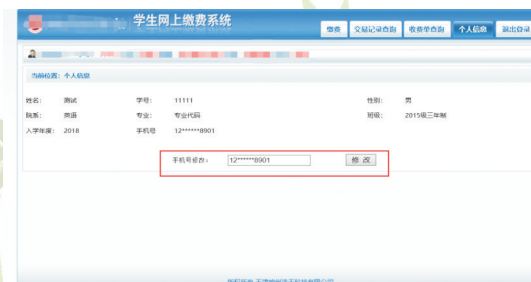 学生网上缴费系统
缴费 交易记录查询 收费单查询 个人信息 退出登录
当前位置：个人信息
姓名： 测试 学号： 11111 性别： 男
院系： 英语 专业： 专业代码 班级： 2015级三年制
入学年度： 2018 手机号 12******8901
手机号修改： 12******8901 修 改